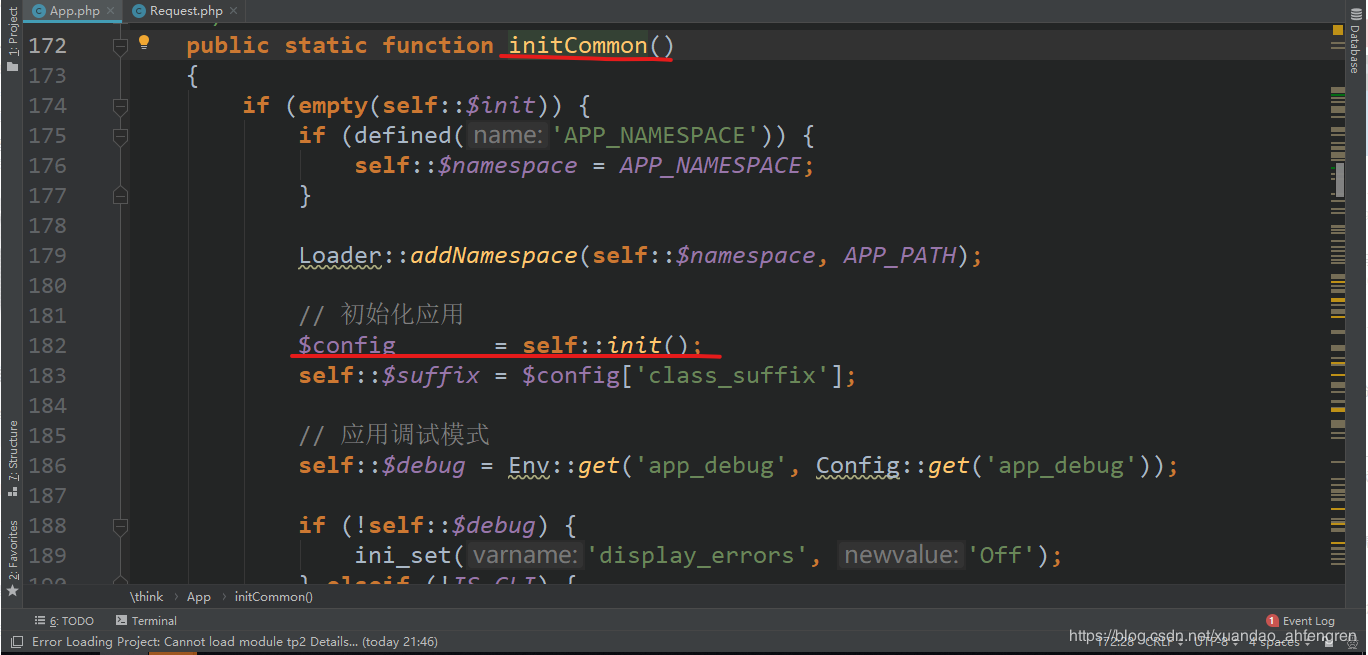 App.php
Request.php
1: Project
Database
172 public static function initCommon()
173 {
174 if (empty(self::$init)) {
175 if (defined( name: 'APP_NAMESPACE')) {
176 self::$namespace = APP_NAMESPACE;
177 }
178
179 Loader::addNamespace(self::$namespace, APP_PATH);
180
181 // 初始化应用
182 $config = self::init();
183 self::$suffix = $config['class_suffix'];
184
185 // 应用调试模式
186 self::$debug = Env::get('app_debug', Config::get('app_debug'));
187
188 if (!self::$debug) {
189 ini_set( varname: 'display_errors', newvalue: 'Off');
190 } elseif (!IS_CLI) {
7: Structure
2: Favorites
\think › App › initCommon()
6: TODO
Terminal
1 Event Log
Error Loading Project: Cannot load module tp2 Details... (today 21:46)
172:28 CRLF UTF-8 4 spaces
https://blog.csdn.net/xuandao_ahfengren